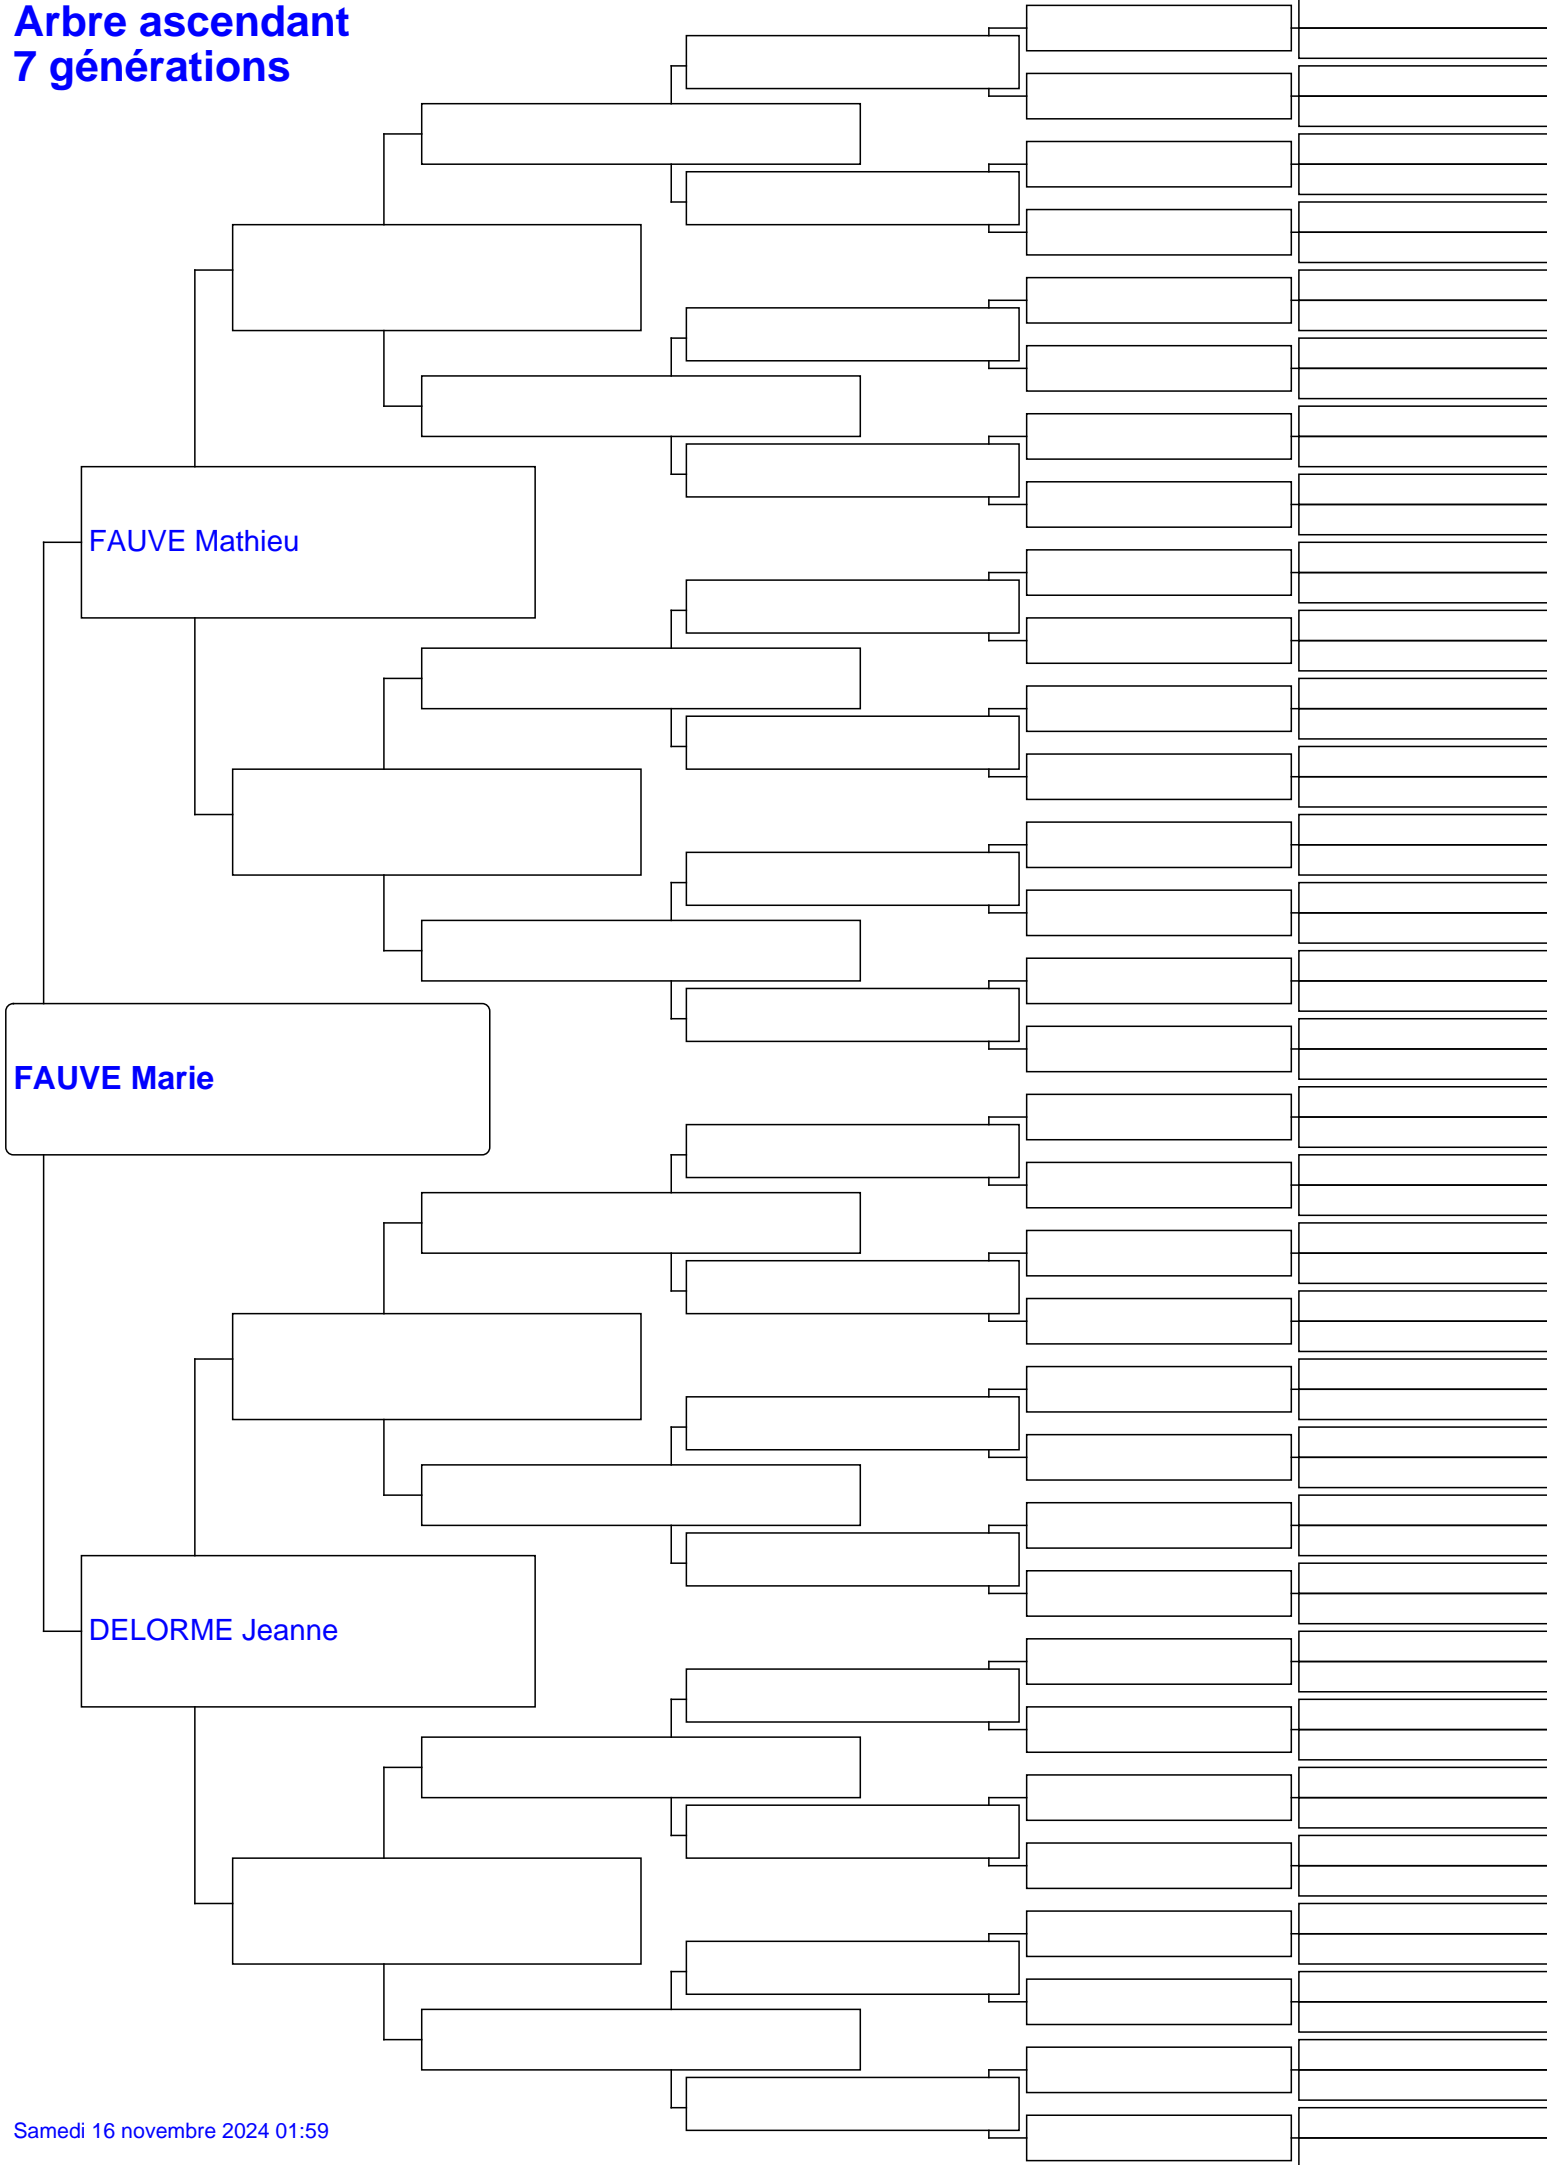 Arbre ascendant
7 générations
FAUVE Mathieu
FAUVE Marie
DELORME Jeanne
Samedi 16 novembre 2024 01:59